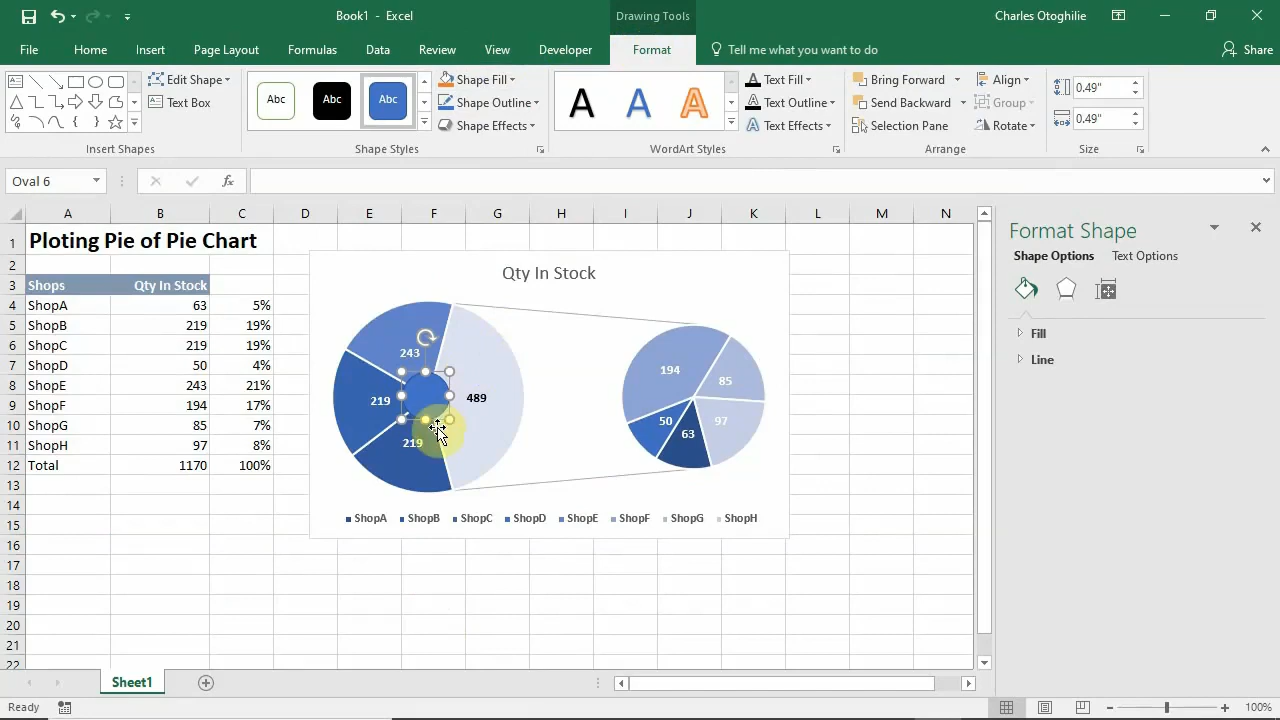 Book1 - Excel
Drawing Tools
Charles Otoghilie
File Home Insert Page Layout Formulas Data Review View Developer Format Tell me what you want to do Share
Edit Shape
Text Box
Insert Shapes
Abc Abc Abc
Shape Fill
Shape Outline
Shape Effects
Shape Styles
A A A
Text Fill
Text Outline
Text Effects
WordArt Styles
Bring Forward
Send Backward
Selection Pane
Align
Group
Rotate
Arrange
0.49"
0.49"
Size
Oval 6
fx
A B C D E F G H I J K L M N
1 Ploting Pie of Pie Chart
2
3 Shops Qty In Stock
4 ShopA 63 5%
5 ShopB 219 19%
6 ShopC 219 19%
7 ShopD 50 4%
8 ShopE 243 21%
9 ShopF 194 17%
10 ShopG 85 7%
11 ShopH 97 8%
12 Total 1170 100%
13
14
15
16
17
18
19
20
21
22
Qty In Stock
243
219
219
489
194
85
97
50
63
ShopA ShopB ShopC ShopD ShopE ShopF ShopG ShopH
Format Shape
Shape Options Text Options
Fill
Line
Sheet1
Ready
100%